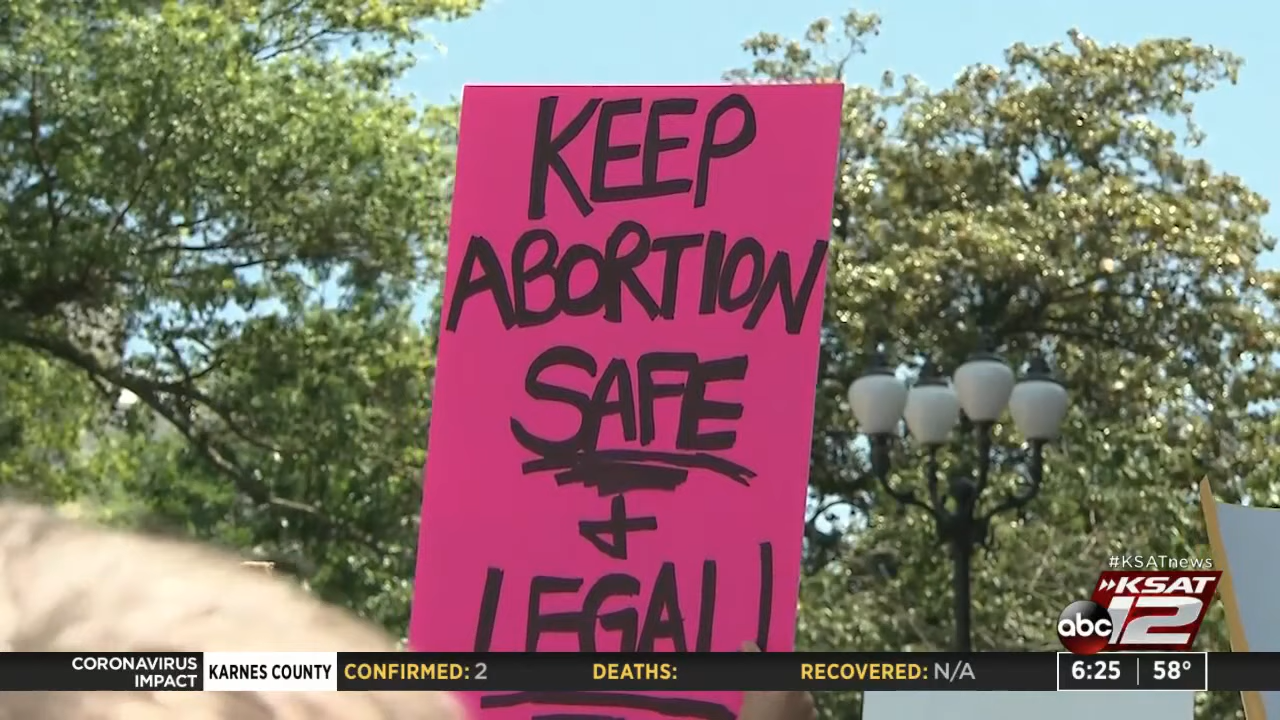 KEEP
ABORTION
SAFE
+
LEGAL!
#KSATnews
KSAT
abc 12
CORONAVIRUS IMPACT
KARNES COUNTY
CONFIRMED: 2
DEATHS:
RECOVERED: N/A
6:25
58°